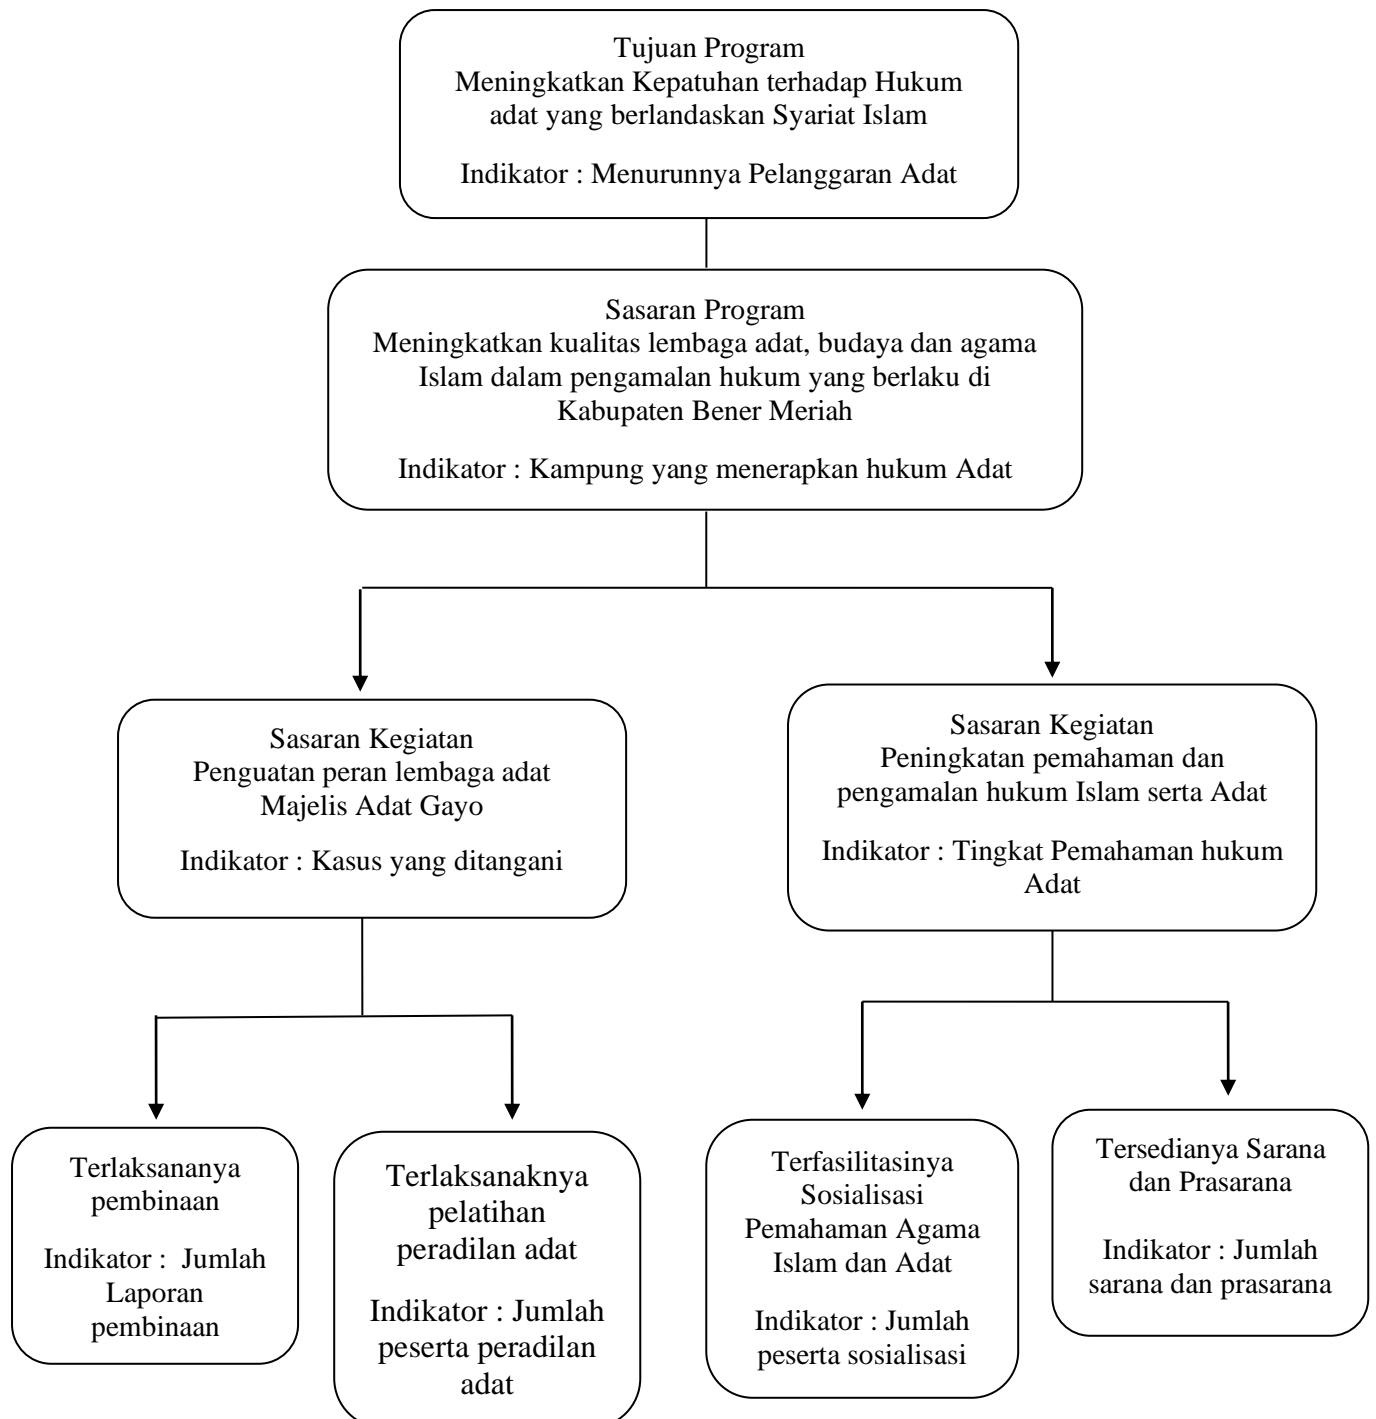 Tujuan Program
Meningkatkan Kepatuhan terhadap Hukum
adat yang berlandaskan Syariat Islam
Indikator : Menurunnya Pelanggaran Adat
Sasaran Program
Meningkatkan kualitas lembaga adat, budaya dan agama
Islam dalam pengamalan hukum yang berlaku di
Kabupaten Bener Meriah
Indikator : Kampung yang menerapkan hukum Adat
Sasaran Kegiatan
Penguatan peran lembaga adat
Majelis Adat Gayo
Indikator : Kasus yang ditangani
Sasaran Kegiatan
Peningkatan pemahaman dan
pengamalan hukum Islam serta Adat
Indikator : Tingkat Pemahaman hukum
Adat
Terlaksananya
pembinaan
Indikator :  Jumlah
Laporan
pembinaan
Terlaksanaknya
pelatihan
peradilan adat
Indikator : Jumlah
peserta peradilan
adat
Terfasilitasinya
Sosialisasi
Pemahaman Agama
Islam dan Adat
Indikator : Jumlah
peserta sosialisasi
Tersedianya Sarana
dan Prasarana
Indikator : Jumlah
sarana dan prasarana